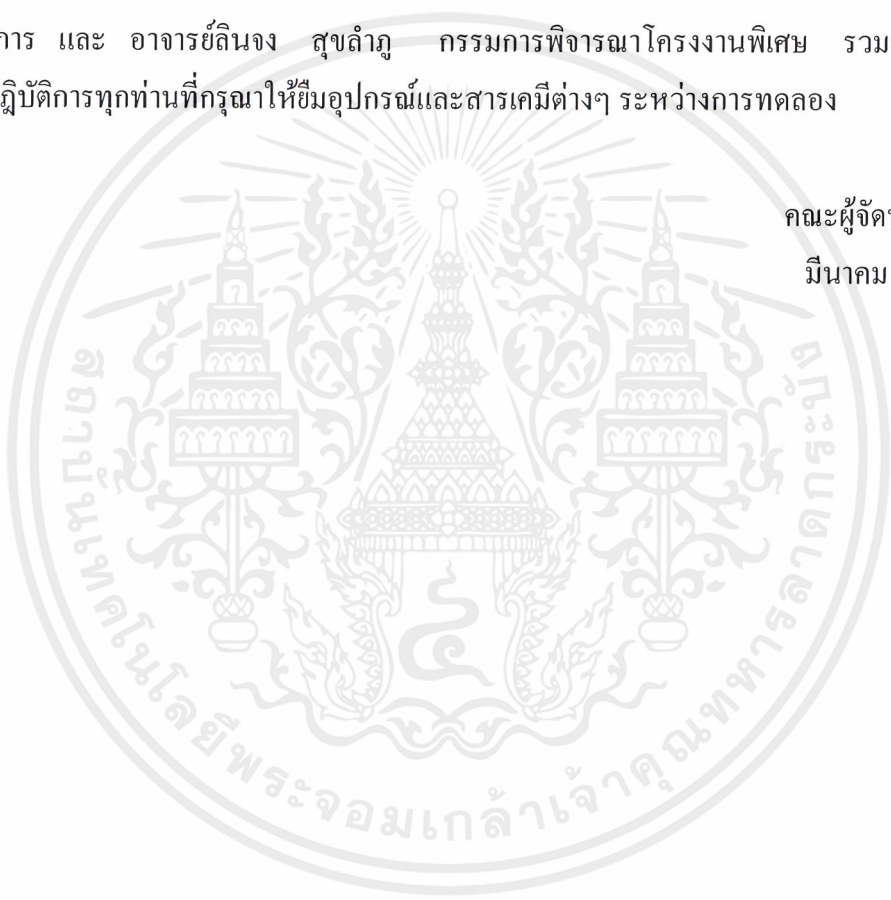 การ และ อาจารย์ลินจง สุขลำภู กรรมการพิจารณาโครงงานพิเศษ รวม
ฏิบัติการทุกท่านที่กรุณาให้ยืมอุปกรณ์และสารเคมีต่างๆ ระหว่างการทดลอง
คณะผู้จัด
มีนาคม
สถาบันเทคโนโลยีพระจอมเกล้าเจ้าคุณทหารลาดกระบัง